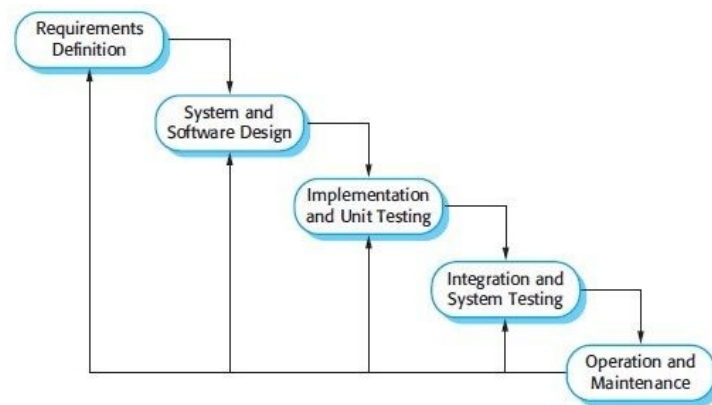 Requirements
Definition
System and
Software Design
Implementation
and Unit Testing
Integration and
System Testing
Operation and
Maintenance